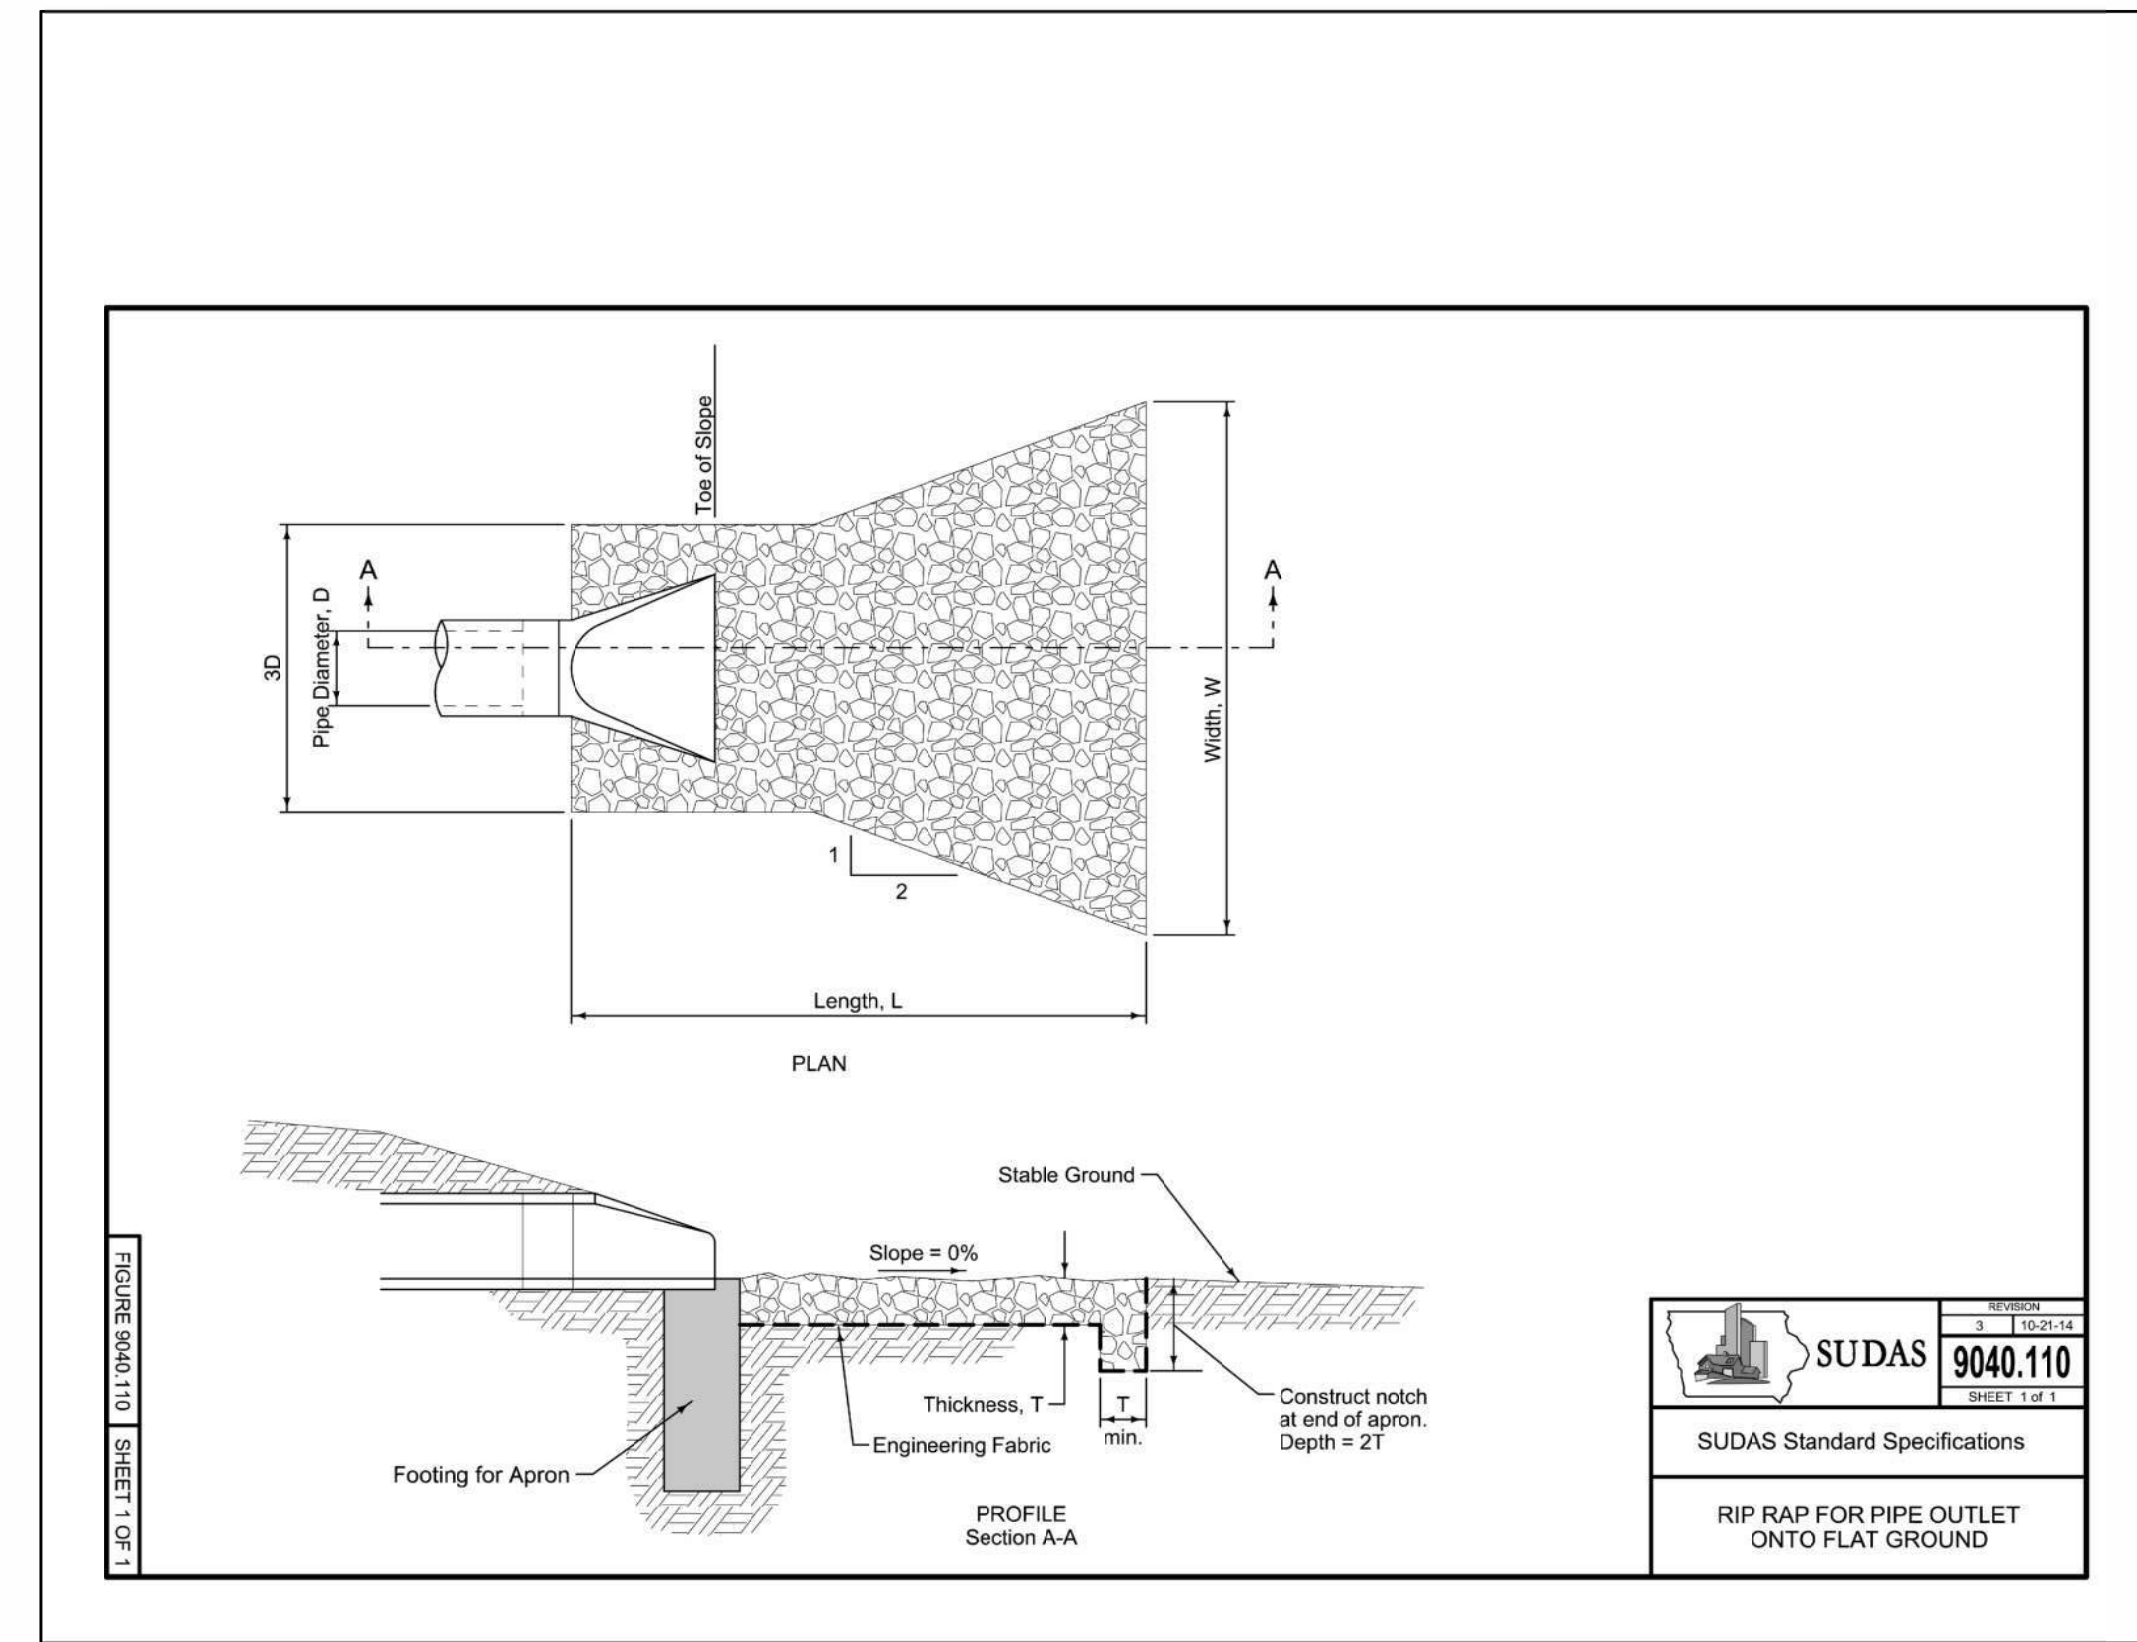 Toe of Slope
A
A
3D
Pipe Diameter, D
Width, W
1
2
Length, L
PLAN
Stable Ground
Slope = 0%
Thickness, T
T
min.
Engineering Fabric
Construct notch
at end of apron.
Depth = 2T
Footing for Apron
PROFILE
Section A-A
FIGURE 9040.110
SHEET 1 OF 1
SUDAS
REVISION
3
10-21-14
9040.110
SHEET 1 of 1
SUDAS Standard Specifications
RIP RAP FOR PIPE OUTLET
ONTO FLAT GROUND